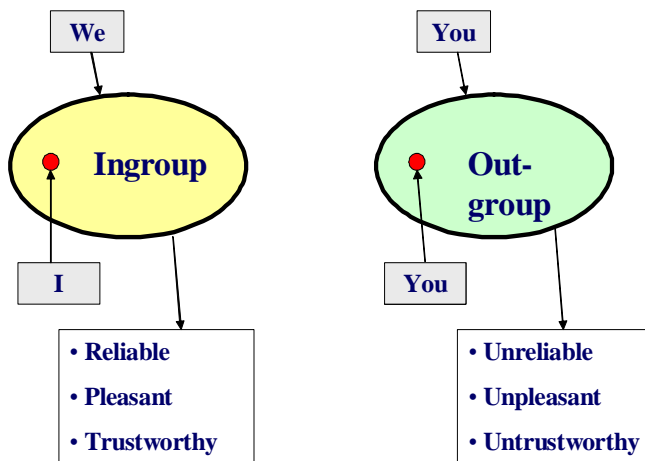 We
You
Ingroup
Out-
group
I
You
• Reliable
• Pleasant
• Trustworthy
• Unreliable
• Unpleasant
• Untrustworthy